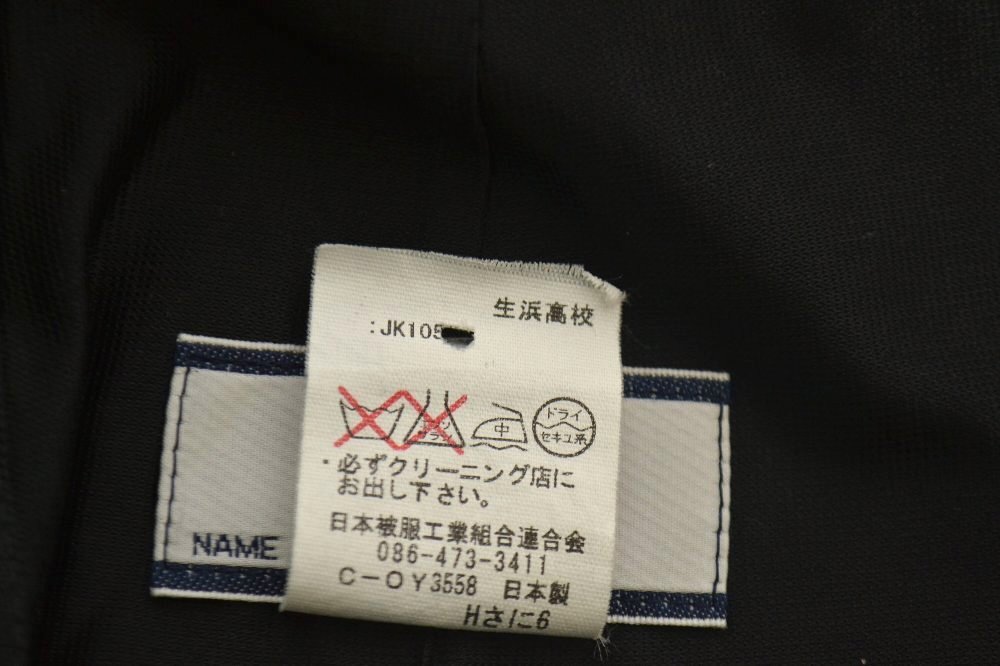 生浜高校
:JK105
中
ドライ
セキユ系
・必ずクリーニング店に
お出し下さい。
日本被服工業組合連合会
086-473-3411
C-OY3558 日本製
Hさに6
NAME